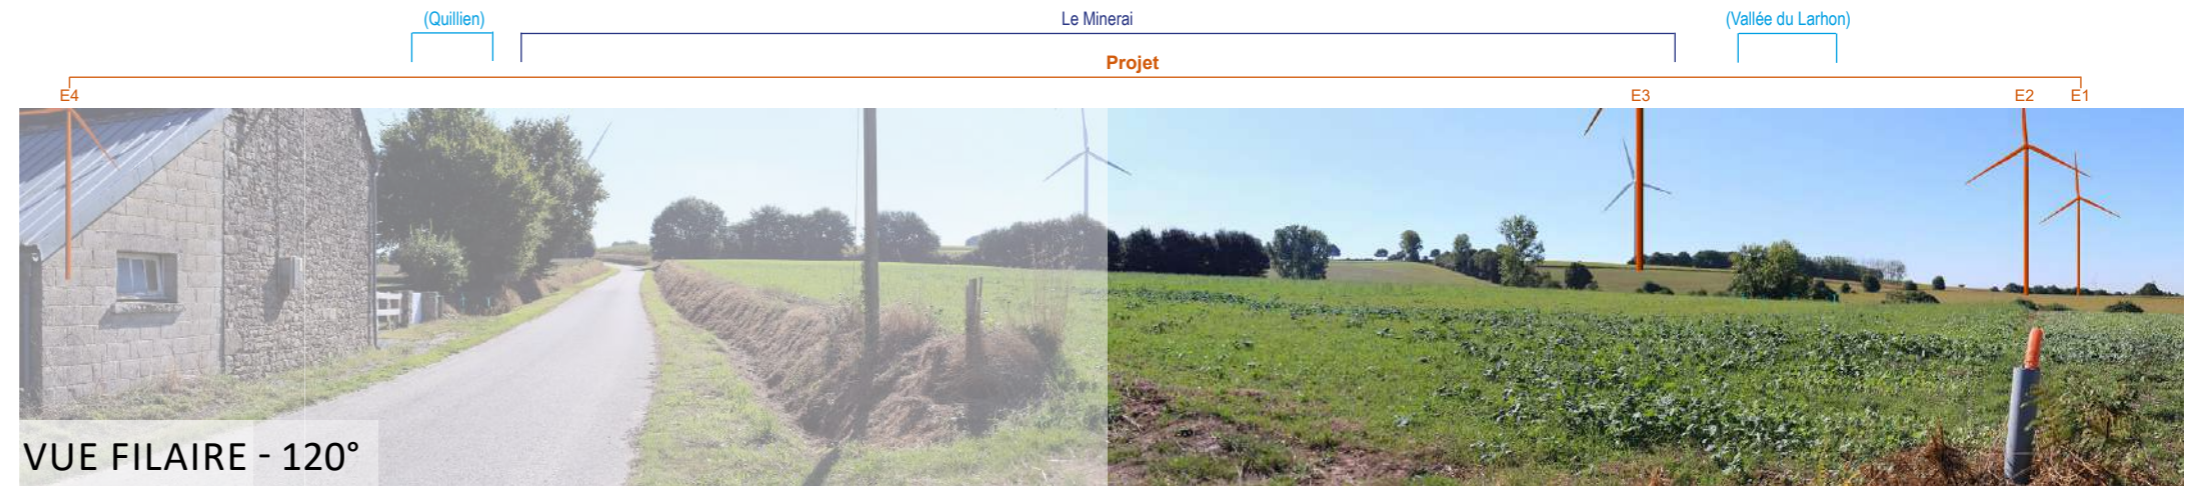 (Quillien) Le Minerai (Vallée du Larhon)
Projet
E4 E3 E2 E1
VUE FILAIRE - 120°